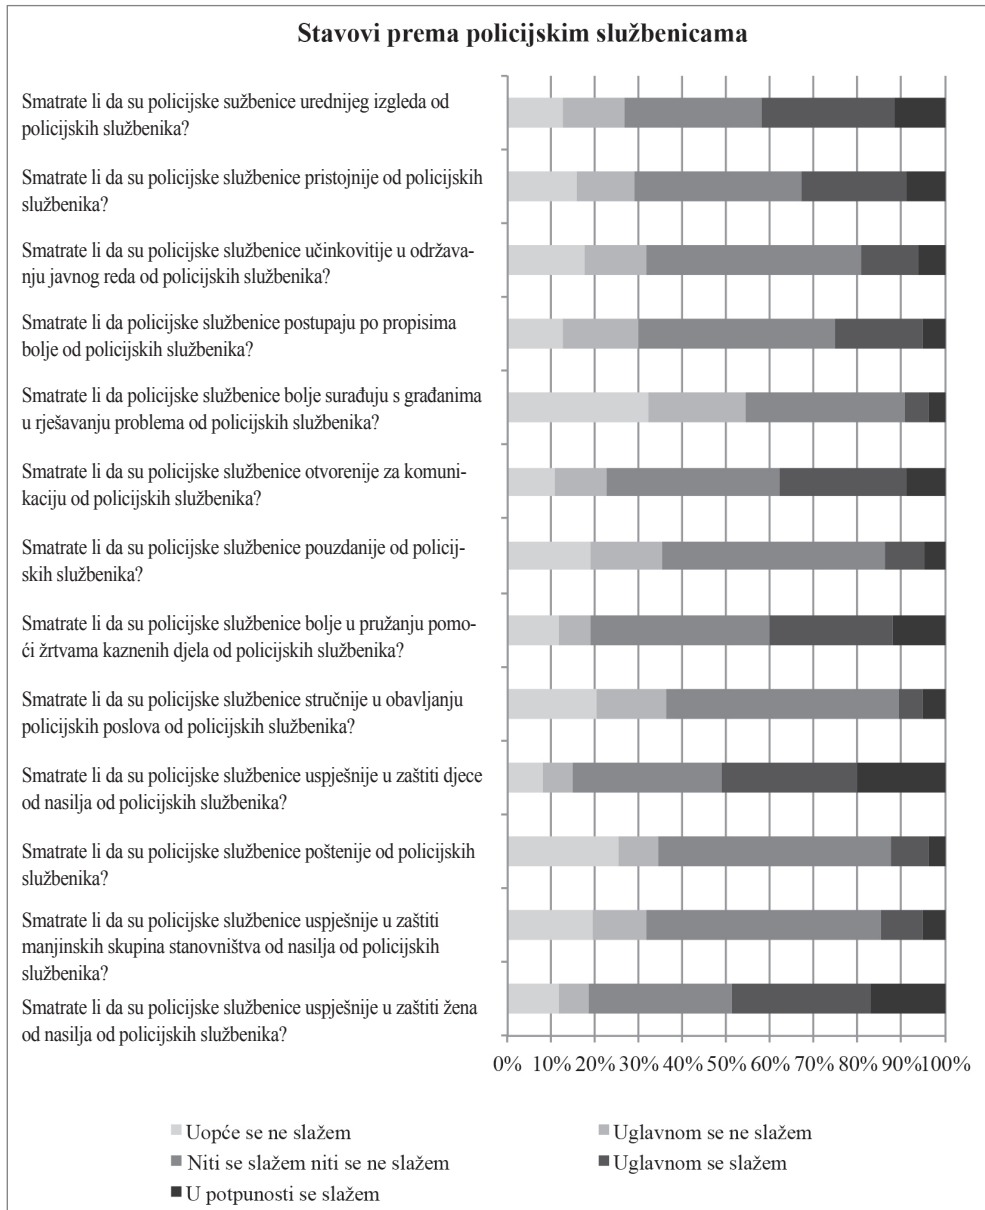 Stavovi prema policijskim službenicama
Smatrate li da su policijske sužbenice urednijeg izgleda od
policijskih službenika?
Smatrate li da su policijske službenice pristojnije od policijskih
službenika?
Smatrate li da su policijske službenice učinkovitije u održava-
nju javnog reda od policijskih službenika?
Smatrate li da policijske službenice postupaju po propisima
bolje od policijskih službenika?
Smatrate li da policijske službenice bolje surađuju s građanima
u rješavanju problema od policijskih službenika?
Smatrate li da su policijske službenice otvorenije za komuni-
kaciju od policijskih službenika?
Smatrate li da su policijske službenice pouzdanije od policij-
skih službenika?
Smatrate li da su policijske službenice bolje u pružanju pomo-
ći žrtvama kaznenih djela od policijskih službenika?
Smatrate li da su policijske službenice stručnije u obavljanju
policijskih poslova od policijskih službenika?
Smatrate li da su policijske službenice uspješnije u zaštiti djece
od nasilja od policijskih službenika?
Smatrate li da su policijske službenice poštenije od policijskih
službenika?
Smatrate li da su policijske službenice uspješnije u zaštiti
manjinskih skupina stanovništva od nasilja od policijskih
službenika?
Smatrate li da su policijske službenice uspješnije u zaštiti žena
od nasilja od policijskih službenika?
0% 10% 20% 30% 40% 50% 60% 70% 80% 90% 100%
Uopće se ne slažem
Uglavnom se ne slažem
Niti se slažem niti se ne slažem
Uglavnom se slažem
U potpunosti se slažem